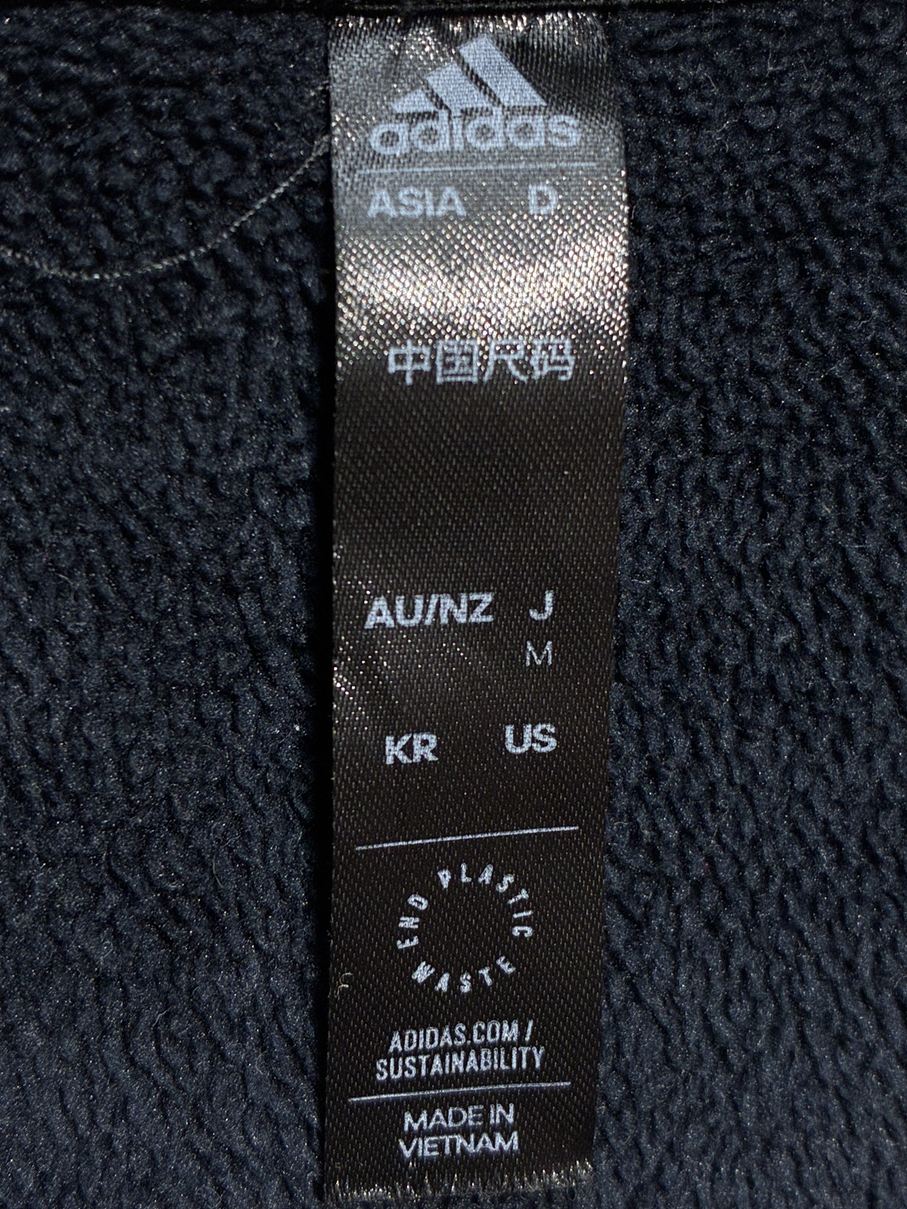 adidas
ASIA D
中国尺码
AU/NZ J
M
KR US
END PLASTIC WASTE
ADIDAS.COM /
SUSTAINABILITY
MADE IN
VIETNAM